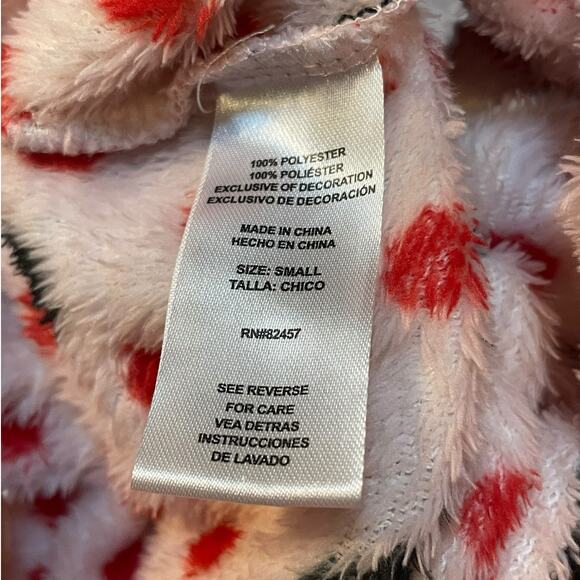 100% POLYESTER
100% POLIÉSTER
EXCLUSIVE OF DECORATION
EXCLUSIVO DE DECORACIÓN
MADE IN CHINA
HECHO EN CHINA
SIZE: SMALL
TALLA: CHICO
RN#82457
SEE REVERSE
FOR CARE
VEA DETRAS
INSTRUCCIONES
DE LAVADO